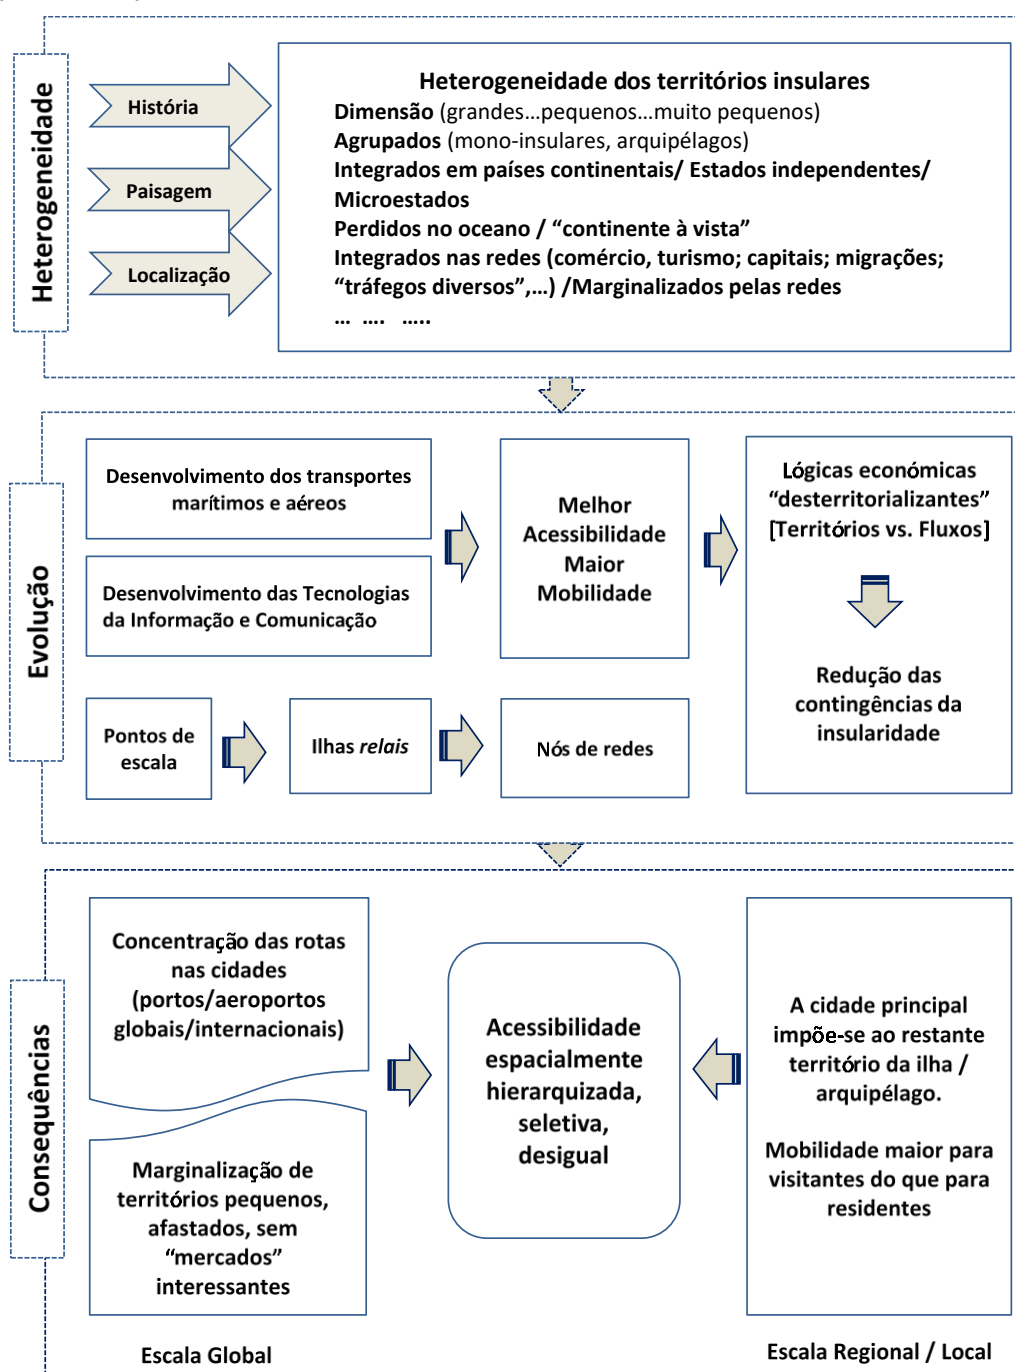 Heterogeneidade
História
Paisagem
Localização
Heterogeneidade dos territórios insulares
Dimensão (grandes...pequenos...muito pequenos)
Agrupados (mono-insulares, arquipélagos)
Integrados em países continentais/ Estados independentes/
Microestados
Perdidos no oceano / “continente à vista”
Integrados nas redes (comércio, turismo; capitais; migrações;
“tráfegos diversos”,...) /Marginalizados pelas redes
... .... .....
Evolução
Desenvolvimento dos transportes
marítimos e aéreos
Desenvolvimento das Tecnologias
da Informação e Comunicação
Melhor
Acessibilidade
Maior
Mobilidade
Lógicas económicas
“desterritorializantes”
[Territórios vs. Fluxos]
Redução das
contingências da
insularidade
Pontos de
escala
Ilhas relais
Nós de redes
Consequências
Concentração das rotas
nas cidades
(portos/aeroportos
globais/internacionais)
Marginalização de
territórios pequenos,
afastados, sem
“mercados”
interessantes
Acessibilidade
espacialmente
hierarquizada,
seletiva,
desigual
A cidade principal
impõe-se ao restante
território da ilha /
arquipélago.
Mobilidade maior para
visitantes do que para
residentes
Escala Global
Escala Regional / Local